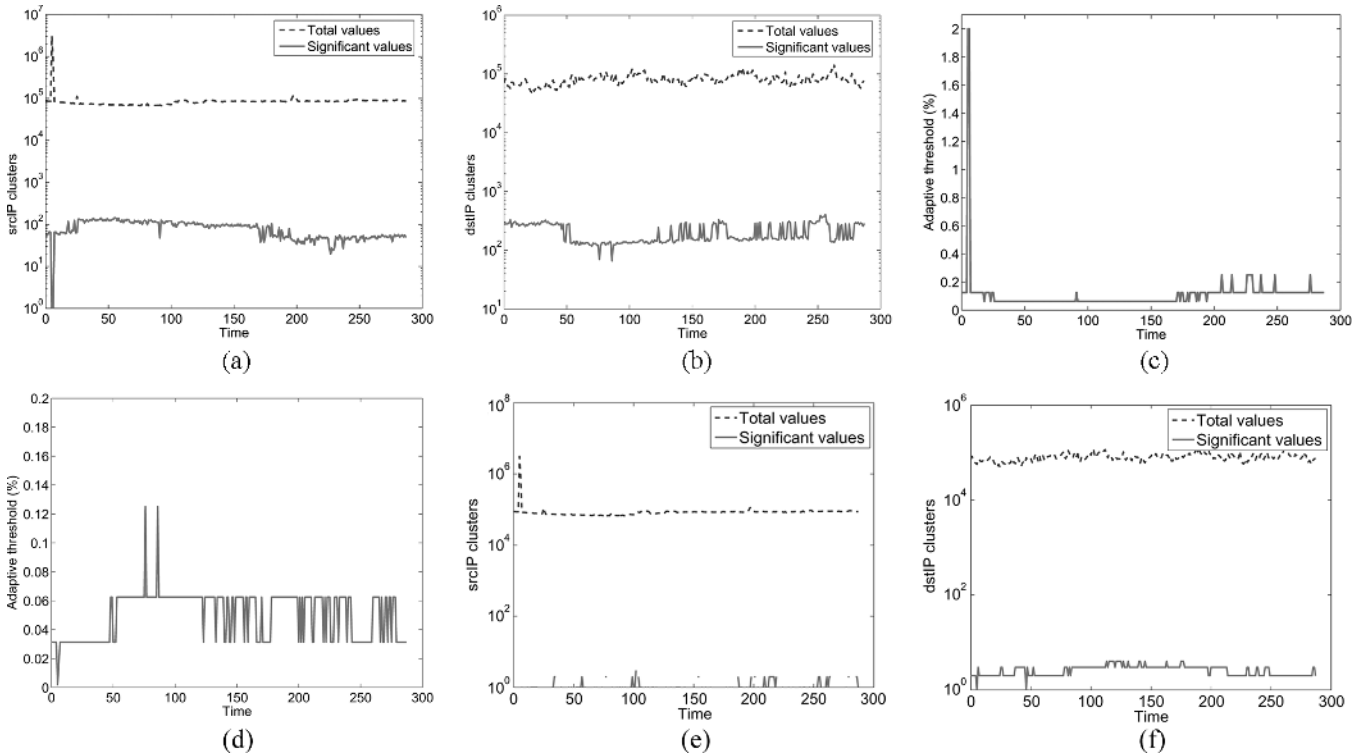 10^7
10^6
10^5
10^4
10^3
10^2
10^1
10^0
srcIP clusters
Total values
Significant values
0 50 100 150 200 250 300
Time
(a)
10^6
10^5
10^4
10^3
10^2
10^1
dstIP clusters
Total values
Significant values
0 50 100 150 200 250 300
Time
(b)
2
1.8
1.6
1.4
1.2
1
0.8
0.6
0.4
0.2
0
Adaptive threshold (%)
0 50 100 150 200 250 300
Time
(c)
0.2
0.18
0.16
0.14
0.12
0.1
0.08
0.06
0.04
0.02
0
Adaptive threshold (%)
0 50 100 150 200 250 300
Time
(d)
10^8
10^6
10^4
10^2
10^0
srcIP clusters
Total values
Significant values
0 50 100 150 200 250 300
Time
(e)
10^6
10^4
10^2
10^0
dstIP clusters
Total values
Significant values
0 50 100 150 200 250 300
Time
(f)